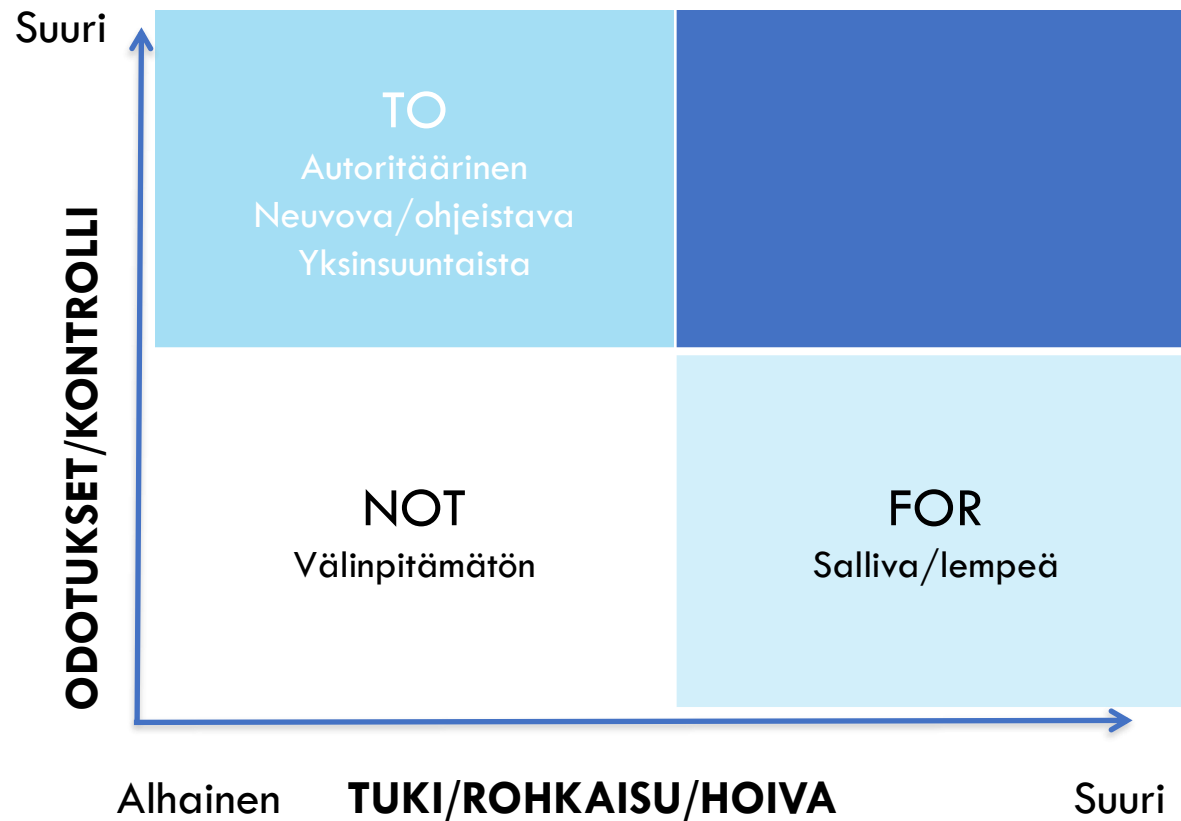 Suuri
TO
Autoritäärinen
Neuvova/ohjeistava
Yksinsuuntaista
ODOTUKSET/KONTROLLI
NOT
Välinpitämätön
FOR
Salliva/lempeä
Alhainen TUKI/ROHKAISU/HOIVA Suuri